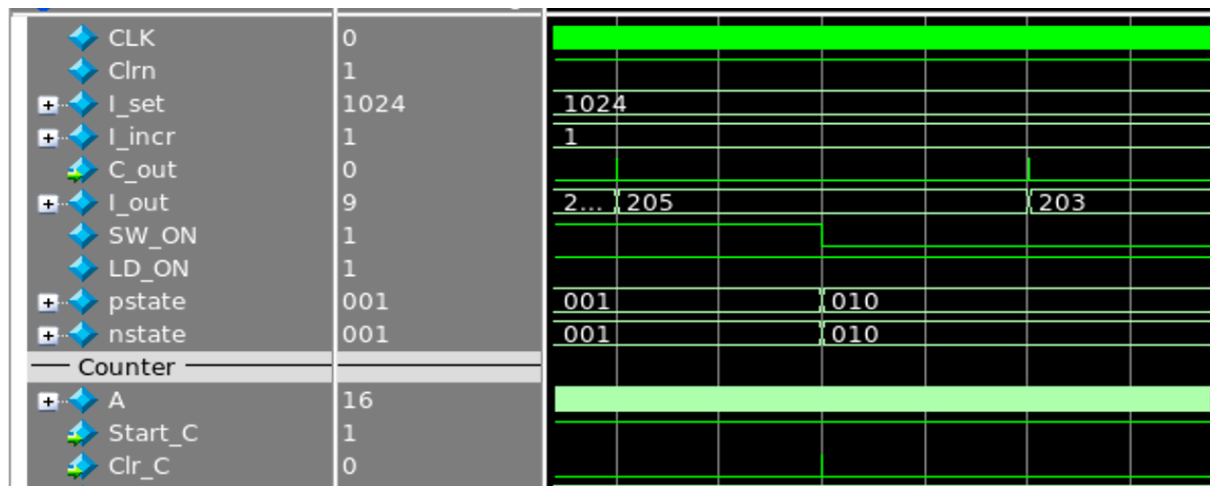 CLK 0
Clrn 1
I_set 1024 1024
I_incr 1 1
C_out 0
I_out 9 2... 205 203
SW_ON 1
LD_ON 1
pstate 001 001 010
nstate 001 001 010
Counter
A 16
Start_C 1
Clr_C 0